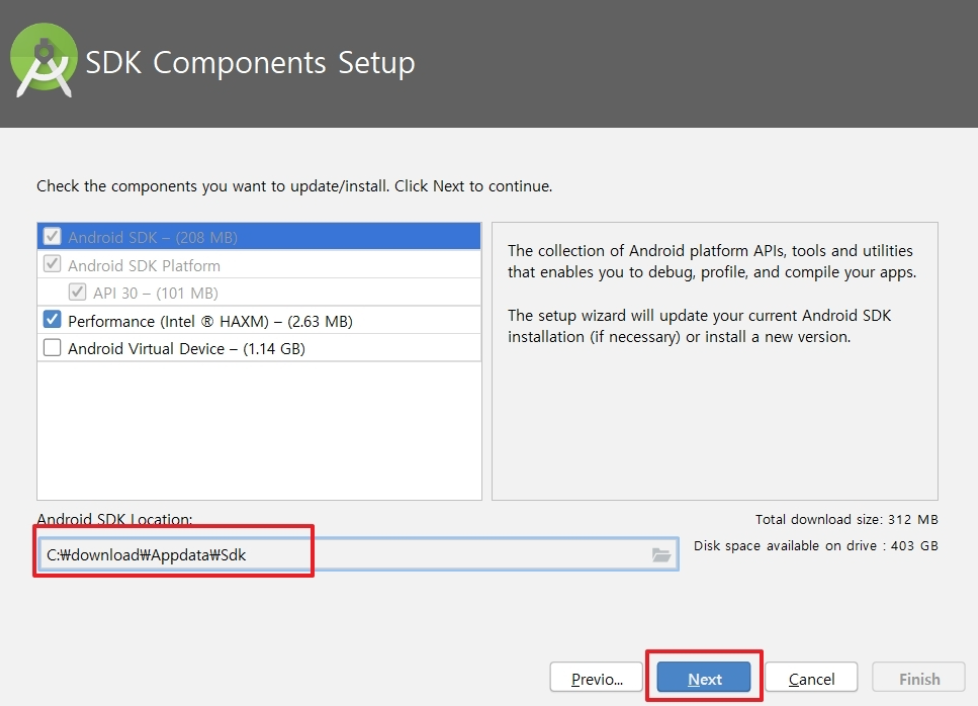 SDK Components Setup
Check the components you want to update/install. Click Next to continue.
Android SDK – (208 MB)
Android SDK Platform
API 30 – (101 MB)
Performance (Intel ® HAXM) – (2.63 MB)
Android Virtual Device – (1.14 GB)
The collection of Android platform APIs, tools and utilities
that enables you to debug, profile, and compile your apps.
The setup wizard will update your current Android SDK
installation (if necessary) or install a new version.
Android SDK Location:
C:₩download₩Appdata₩Sdk
Total download size: 312 MB
Disk space available on drive : 403 GB
Previo...
Next
Cancel
Finish